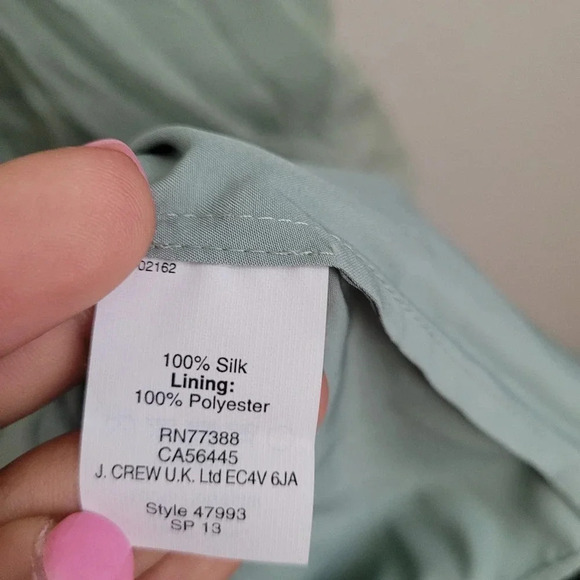 02162
100% Silk
Lining:
100% Polyester
RN77388
CA56445
J. CREW U.K. Ltd EC4V 6JA
Style 47993
SP 13